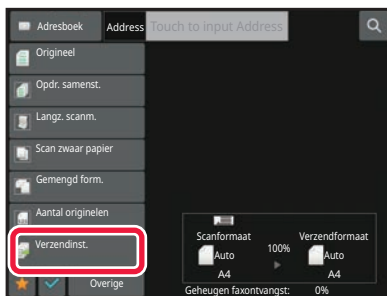 Adresboek
Address Touch to input Address
Origineel
Opdr. samenst.
Langz. scanm.
Scan zwaar papier
Gemengd form.
Aantal originelen
Verzendinst.
Overige
Scanformaat
100%
Verzendformaat
Auto
Auto
A4
A4
Geheugen faxontvangst: 0%